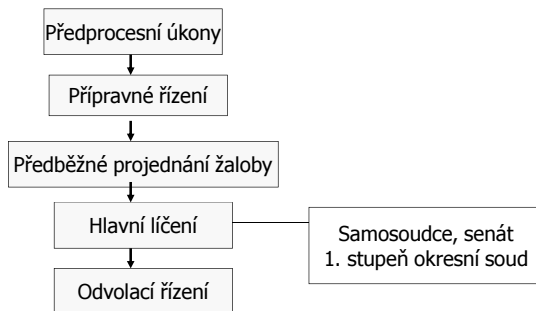 Předprocesní úkony
Přípravné řízení
Předběžné projednání žaloby
Hlavní líčení
Samosoudce, senát
1. stupeň okresní soud
Odvolací řízení